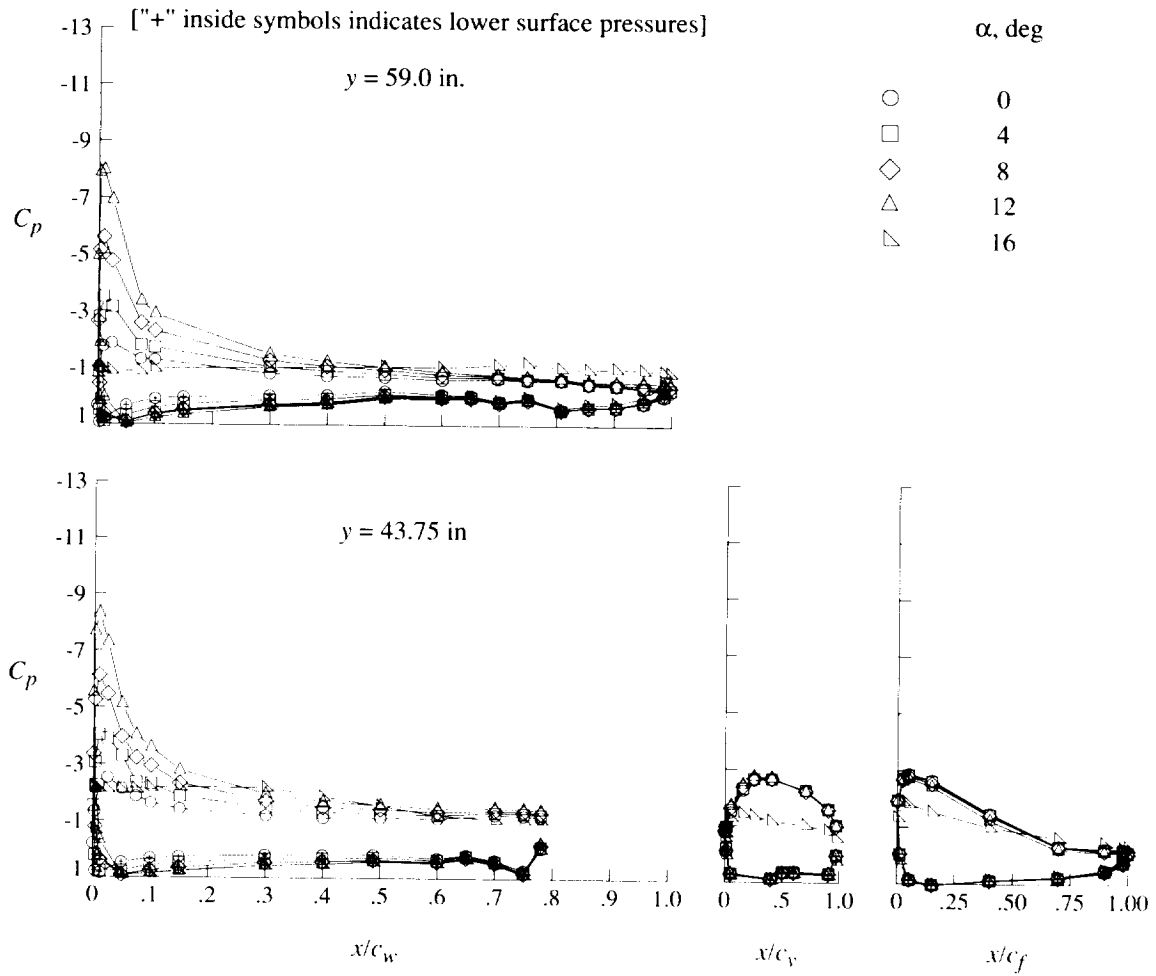 ["+" inside symbols indicates lower surface pressures]
α, deg
y = 59.0 in.
0
4
8
12
16
-13
-11
-9
-7
-5
-3
-1
1
C_p
y = 43.75 in
-13
-11
-9
-7
-5
-3
-1
1
C_p
0 .1 .2 .3 .4 .5 .6 .7 .8 .9 1.0
0 .5 1.0
0 .25 .50 .75 1.00
x/c_w
x/c_v
x/c_f